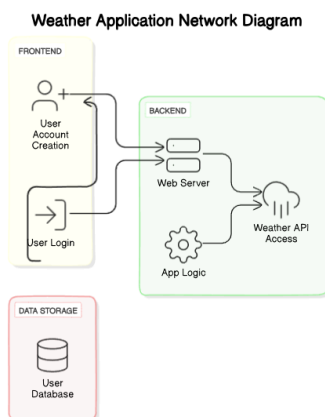 Weather Application Network Diagram
FRONTEND
User
Account
Creation
User Login
BACKEND
Web Server
Weather API
Access
App Logic
DATA STORAGE
User
Database